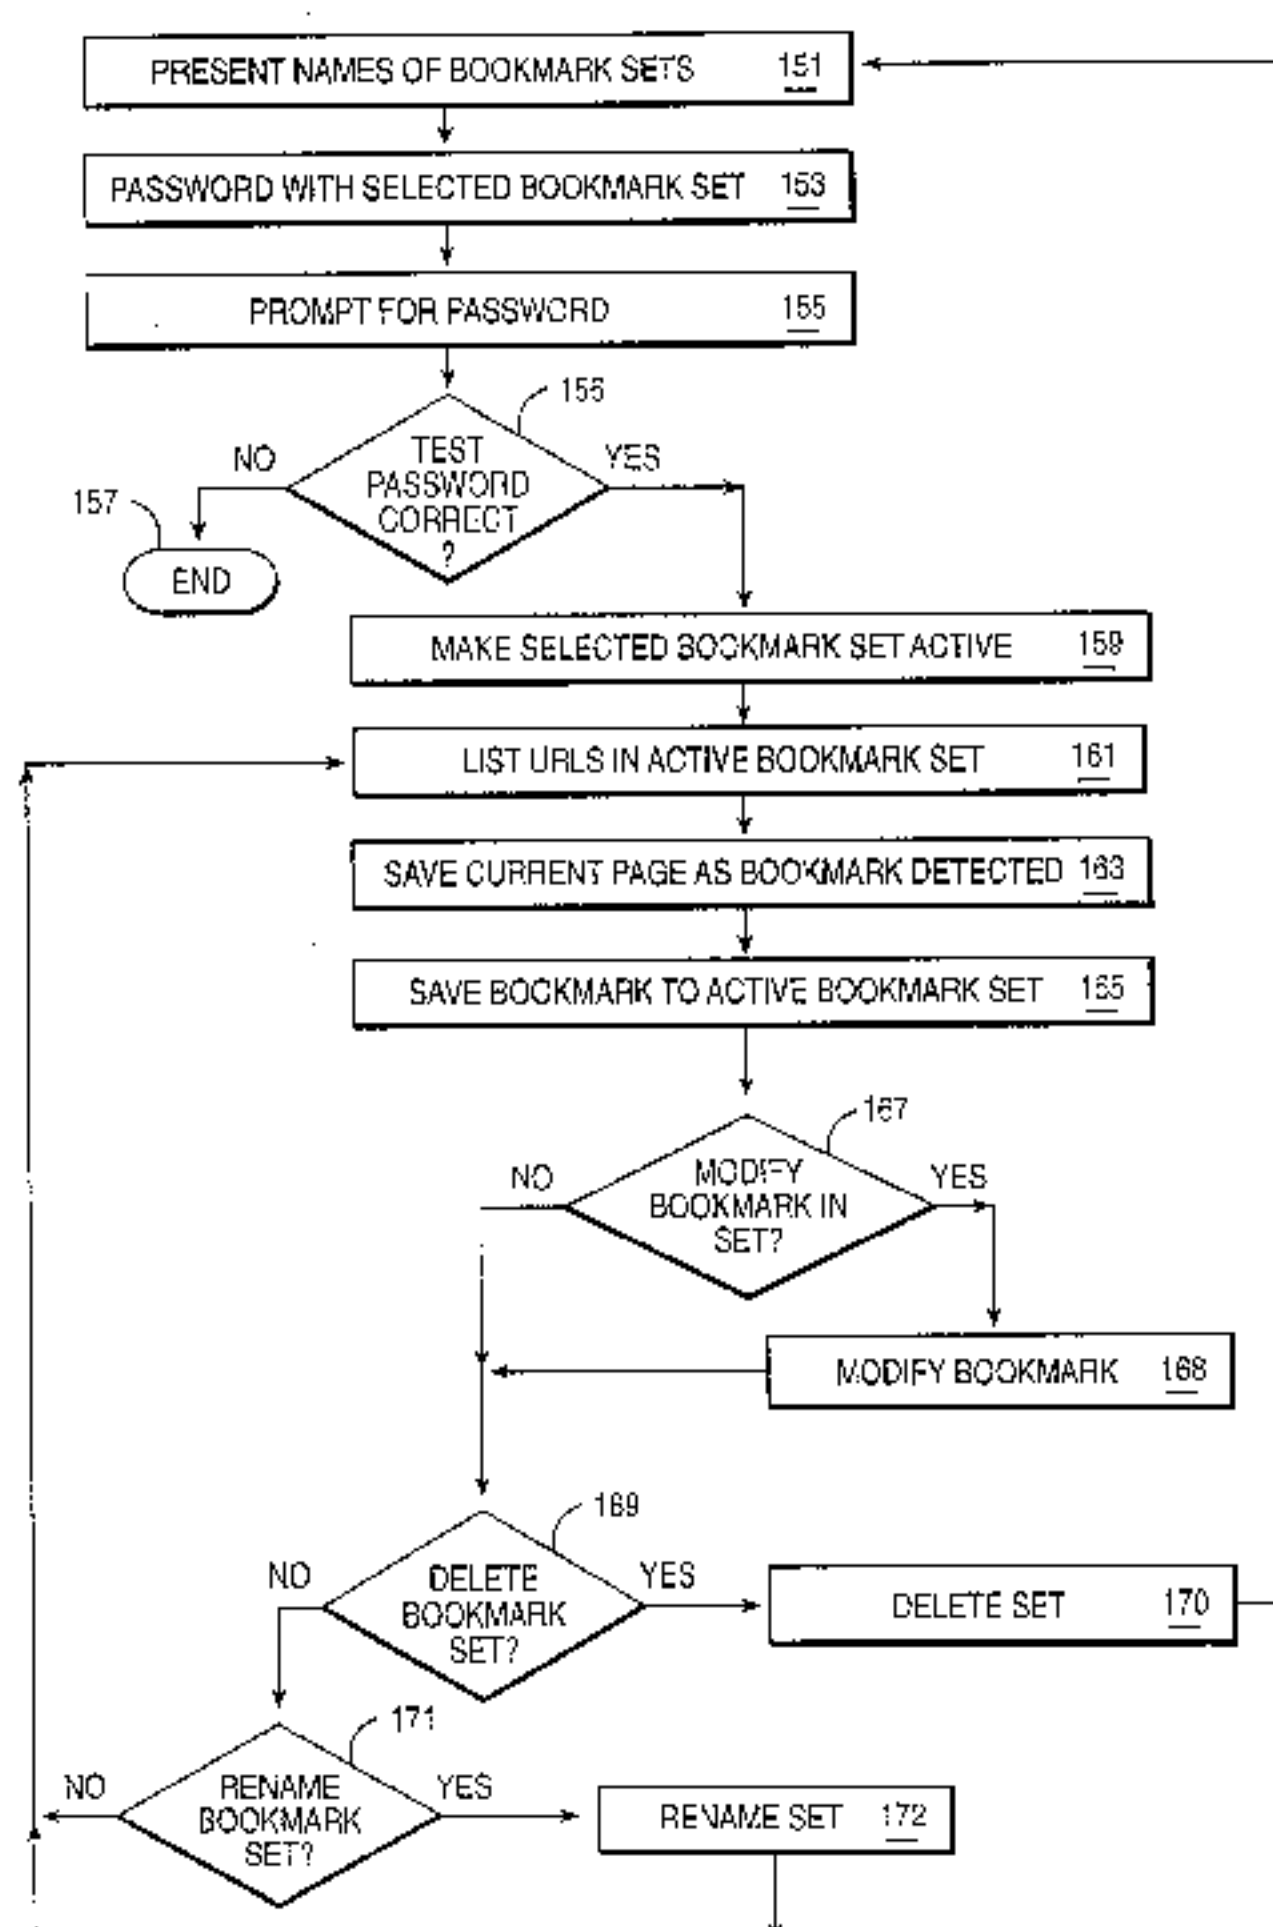 PRESENT NAMES OF BOOKMARK SETS 151
PASSWORD WITH SELECTED BOOKMARK SET 153
PROMPT FOR PASSWORD 155
156
NO
TEST
YES
PASSWORD
CORRECT
?
157
END
MAKE SELECTED BOOKMARK SET ACTIVE 159
LIST URLS IN ACTIVE BOOKMARK SET 161
SAVE CURRENT PAGE AS BOOKMARK DETECTED 163
SAVE BOOKMARK TO ACTIVE BOOKMARK SET 165
167
NO
MODIFY
YES
BOOKMARK IN
SET?
MODIFY BOOKMARK 168
169
NO
DELETE
YES
BOOKMARK
SET?
DELETE SET 170
171
NO
RENAME
YES
BOOKMARK
SET?
RENAME SET 172